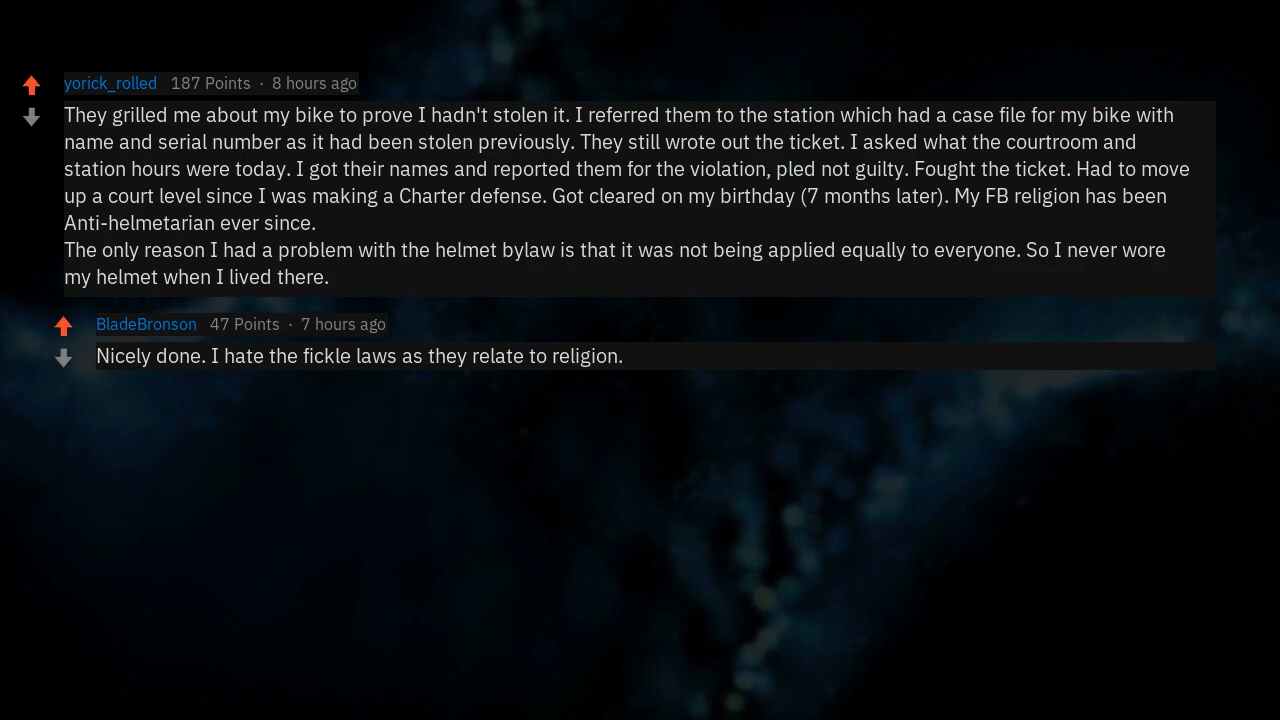 yorick_rolled 187 Points · 8 hours ago
They grilled me about my bike to prove I hadn't stolen it. I referred them to the station which had a case file for my bike with
name and serial number as it had been stolen previously. They still wrote out the ticket. I asked what the courtroom and
station hours were today. I got their names and reported them for the violation, pled not guilty. Fought the ticket. Had to move
up a court level since I was making a Charter defense. Got cleared on my birthday (7 months later). My FB religion has been
Anti-helmetarian ever since.
The only reason I had a problem with the helmet bylaw is that it was not being applied equally to everyone. So I never wore
my helmet when I lived there.
BladeBronson 47 Points · 7 hours ago
Nicely done. I hate the fickle laws as they relate to religion.